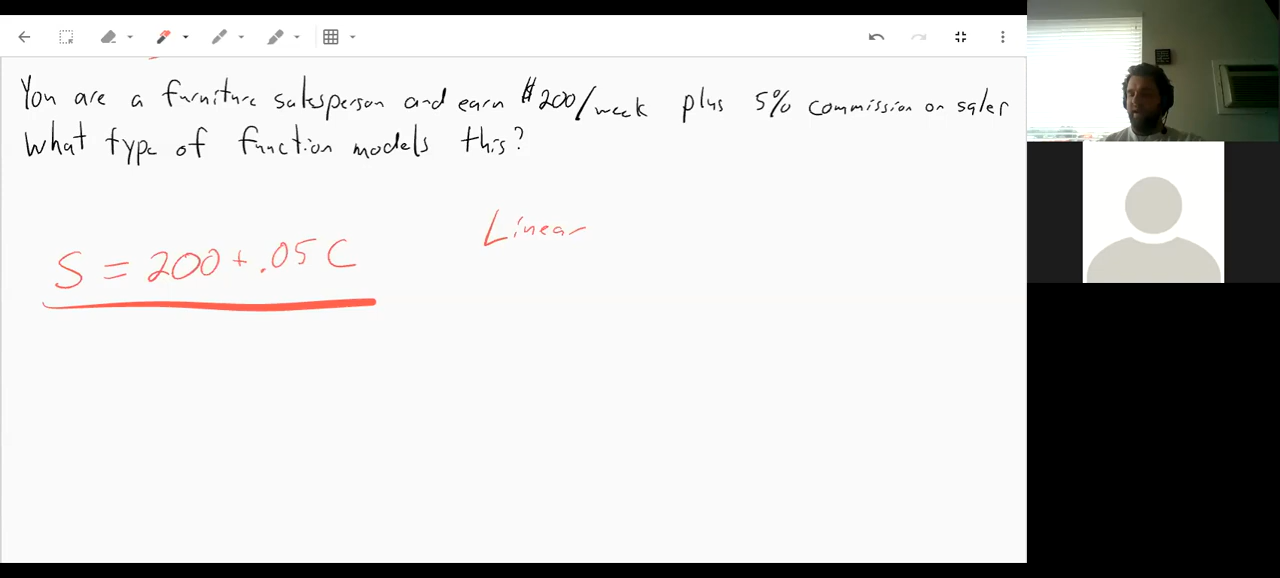 You are a furniture salesperson and earn $200/week plus 5% commission on sales
What type of function models this?
Linear
S = 200 + .05 C